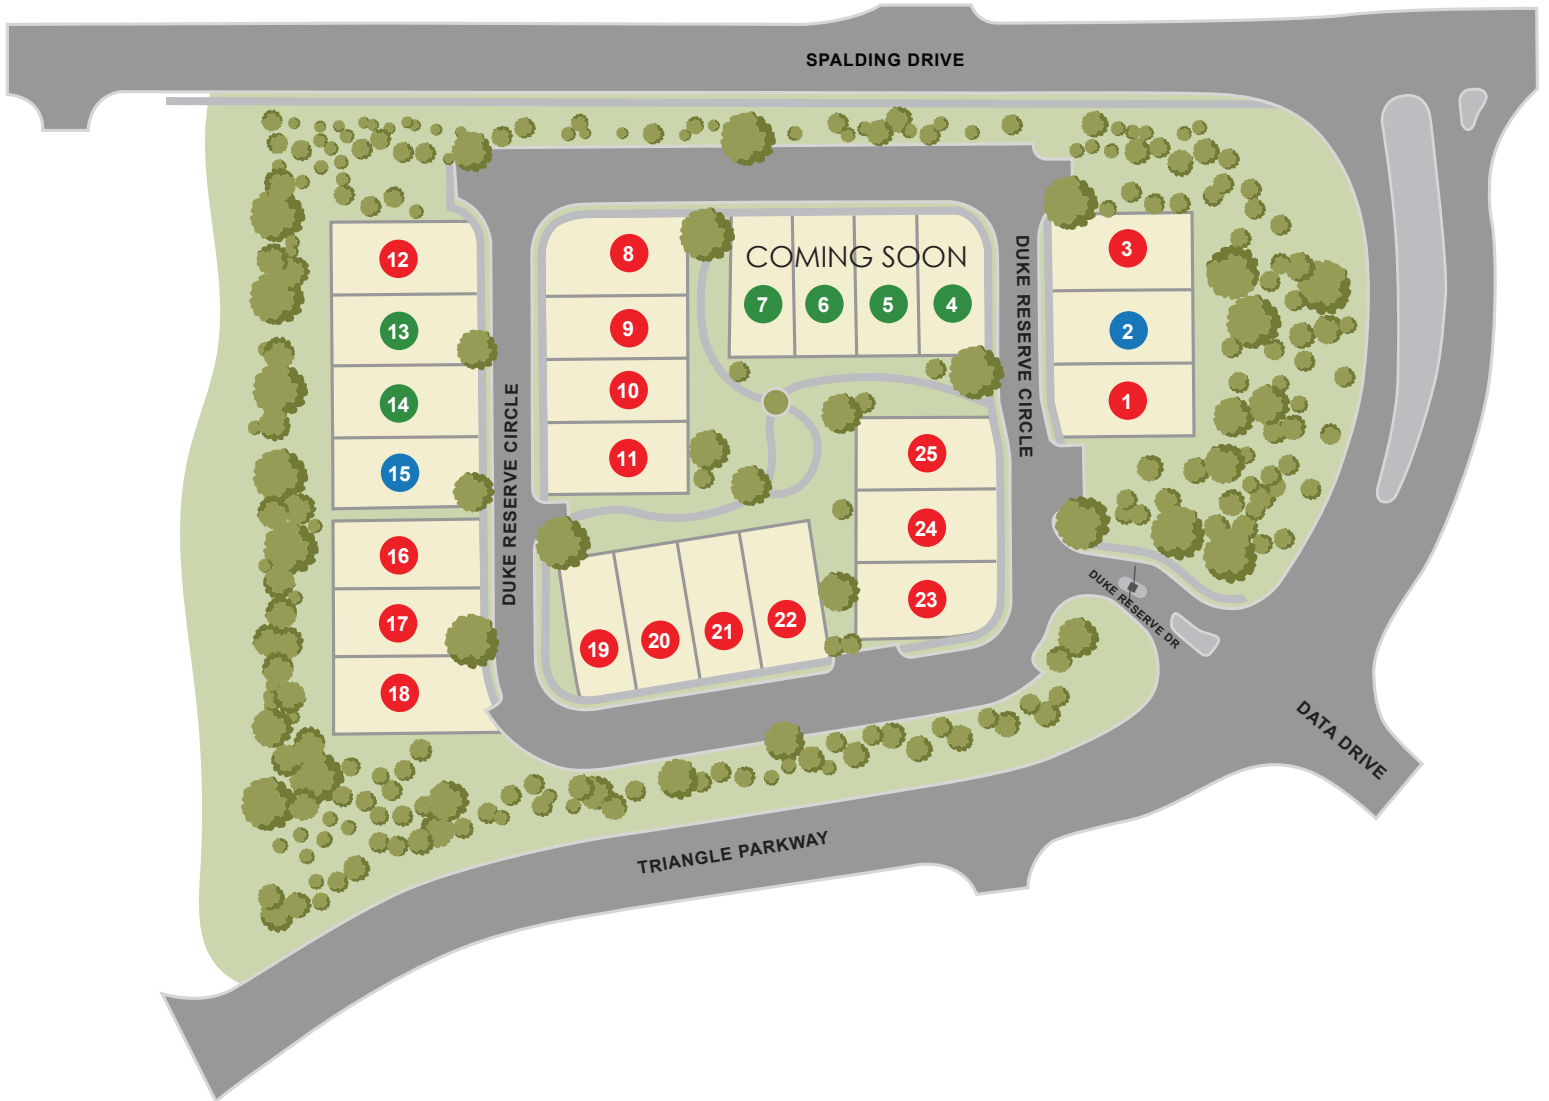 SPALDING DRIVE
12
13
14
15
16
17
18
DUKE RESERVE CIRCLE
8
9
10
11
COMING SOON
7 6 5 4
DUKE RESERVE CIRCLE
3
2
1
25
24
23
19 20 21 22
DUKE RESERVE DR
DATA DRIVE
TRIANGLE PARKWAY